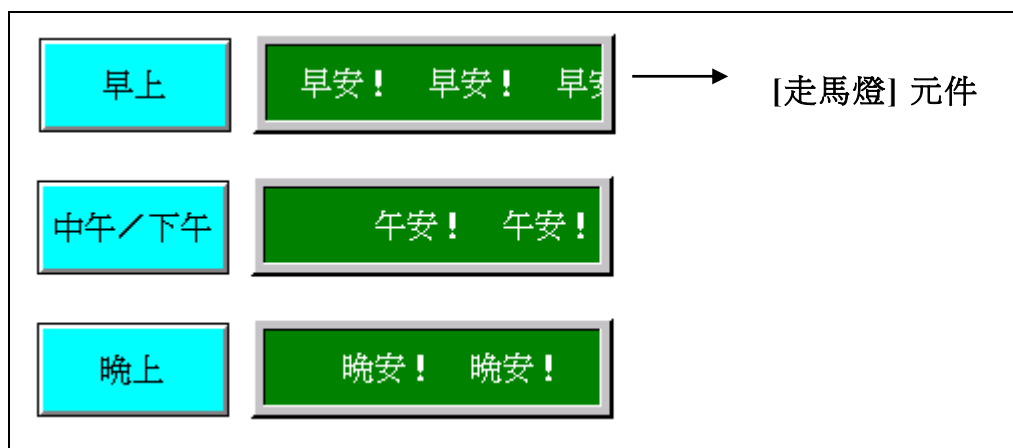 早上 早安！ 早安！ 早安 [走馬燈] 元件
中午／下午 午安！ 午安！
晚上 晚安！ 晚安！